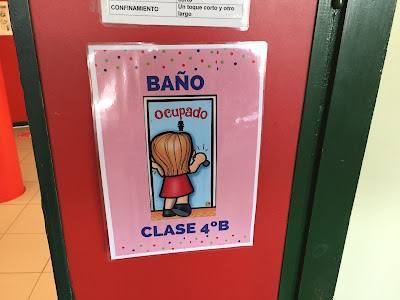 CONFINAMIENTO
Un toque corto y otro
largo
BAÑO
ocupado
CLASE 4ºB